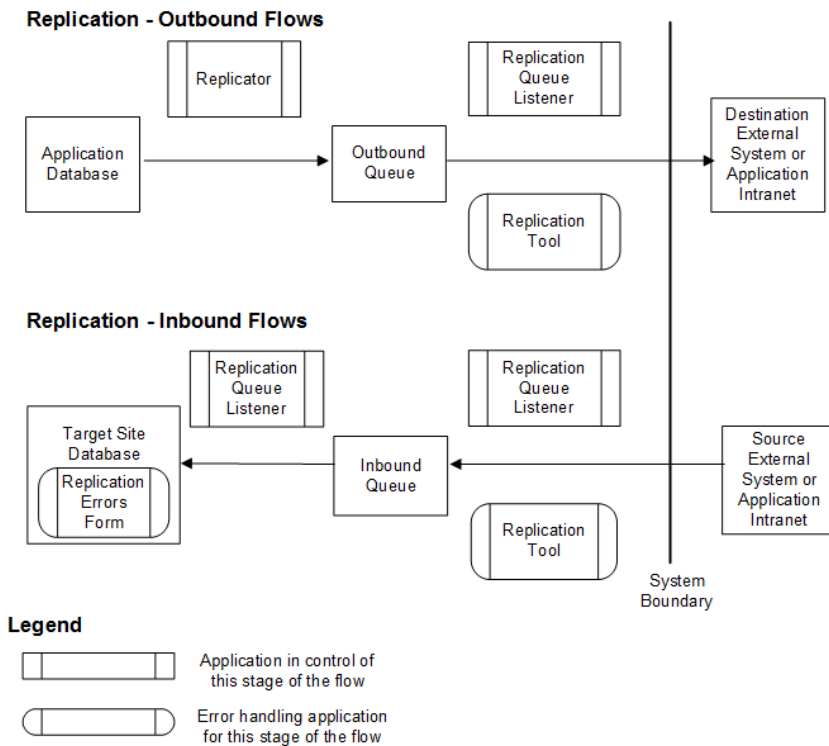 Replication - Outbound Flows
Replicator
Replication
Queue
Listener
Application
Database
Outbound
Queue
Destination
External
System or
Application
Intranet
Replication
Tool
Replication - Inbound Flows
Replication
Queue
Listener
Replication
Queue
Listener
Target Site
Database
Replication
Errors
Form
Inbound
Queue
Source
External
System or
Application
Intranet
Replication
Tool
System
Boundary
Legend
Application in control of
this stage of the flow
Error handling application
for this stage of the flow